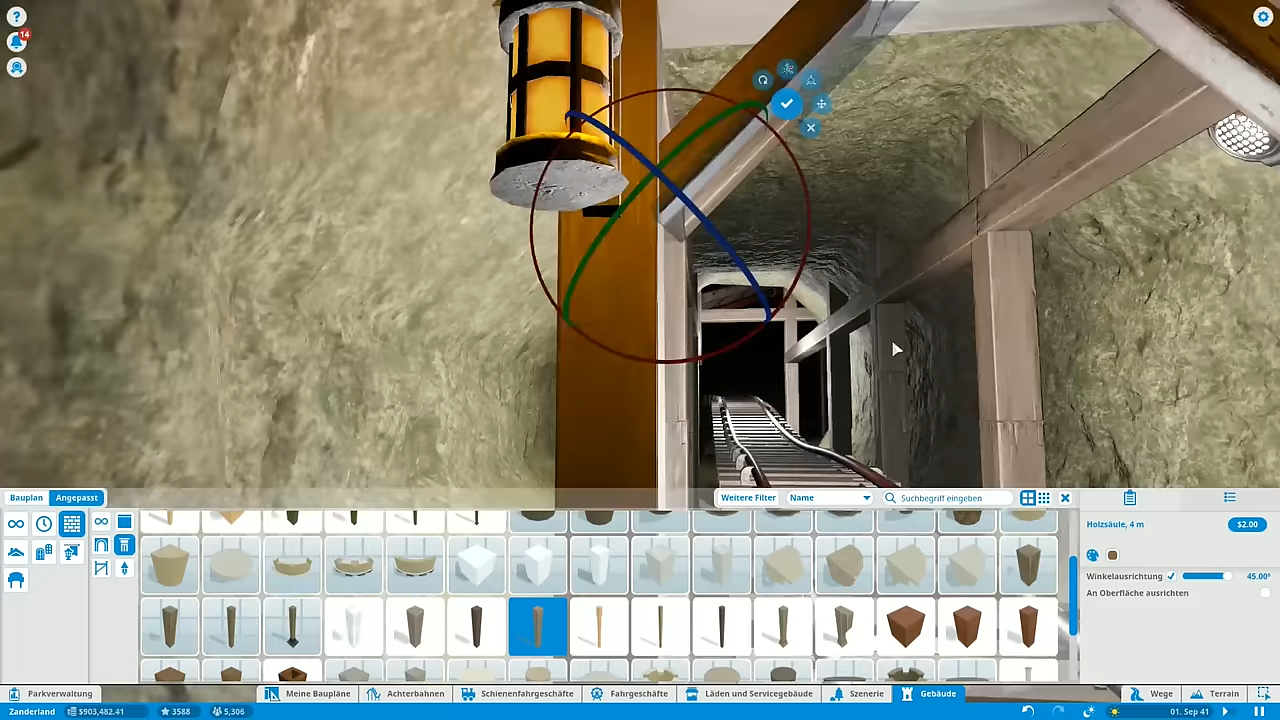 14
Bauplan
Angepasst
Weitere Filter
Name
Suchbegriff eingeben
Holzsäule, 4 m
$2.00
Winkelausrichtung
45.00°
An Oberfläche ausrichten
Parkverwaltung
Meine Baupläne
Achterbahnen
Schienenfahrgeschäfte
Fahrgeschäfte
Läden und Servicegebäude
Szenerie
Gebäude
Wege
Terrain
Zanderland
$903,482.41
3588
5,306
01. Sep 41